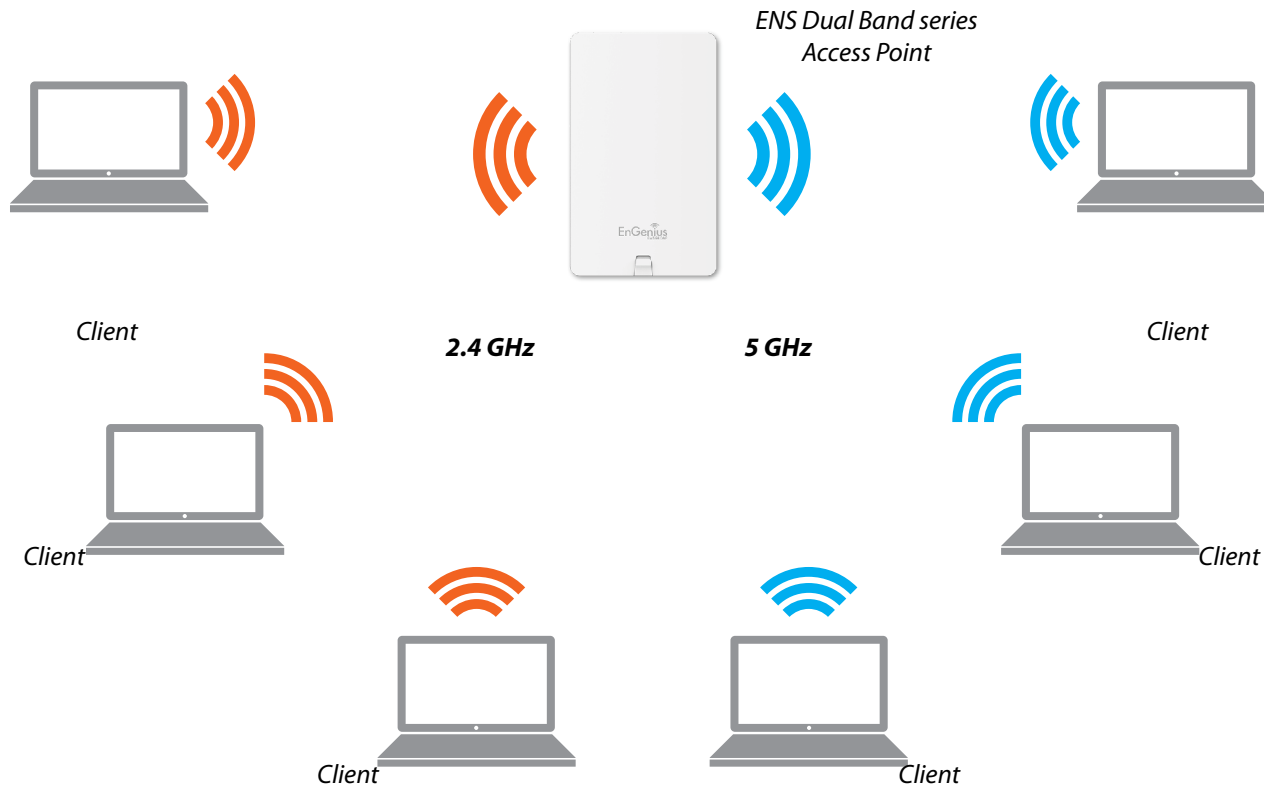 ENS Dual Band series
Access Point
EnGenius
Client
2.4 GHz
5 GHz
Client
Client
Client
Client
Client